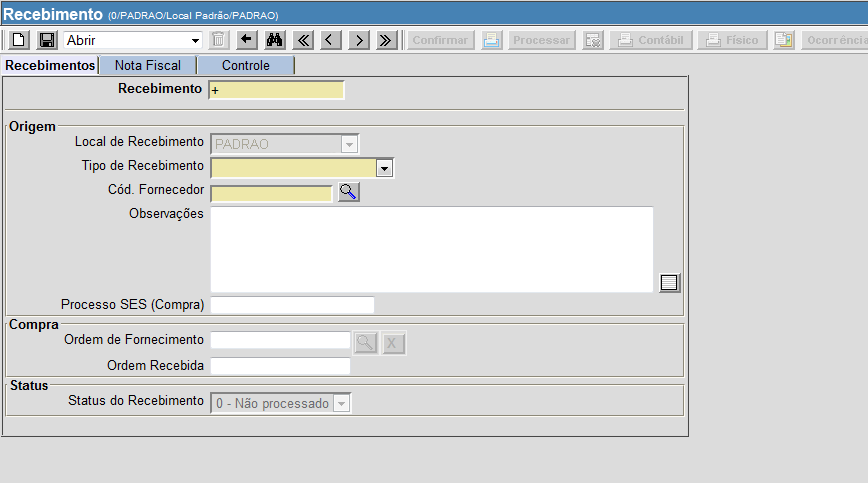 Recebimento (0/PADRAO/Local Padrão/PADRAO)
Abrir Confirmar Processar Contábil Físico Ocorrência
Recebimentos Nota Fiscal Controle
Recebimento +
Origem
Local de Recebimento PADRAO
Tipo de Recebimento
Cód. Fornecedor
Observações
Processo SES (Compra)
Compra
Ordem de Fornecimento X
Ordem Recebida
Status
Status do Recebimento 0 - Não processado